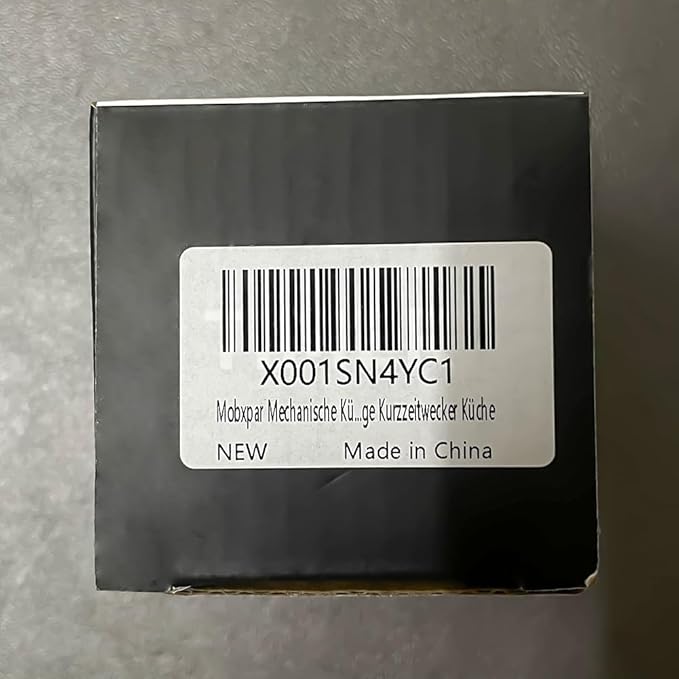 X001SN4YC1
Mobxpar Mechanische Kü...ge Kurzzeitwecker Küche
NEW Made in China